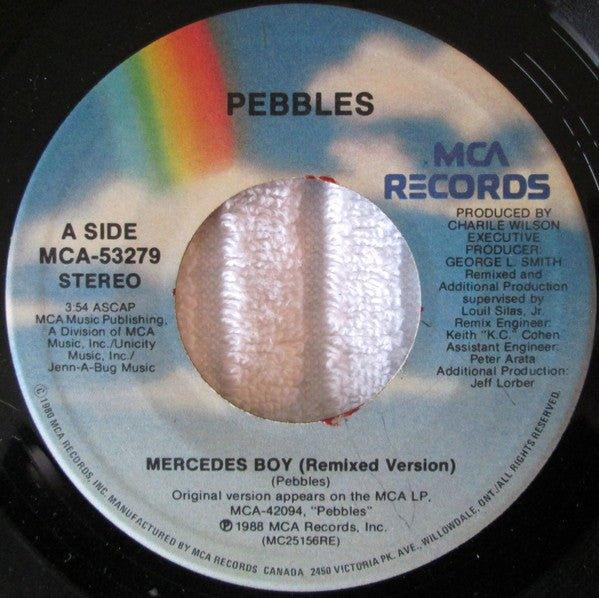 PEBBLES
MCA
RECORDS
A SIDE
MCA-53279
STEREO
3:54 ASCAP
MCA Music Publishing,
A Division of MCA
Music, Inc./Unicity
Music, Inc./
Jenn-A-Bug Music
PRODUCED BY
CHARILE WILSON
EXECUTIVE
PRODUCER:
GEORGE L. SMITH
Remixed and
Additional Production
supervised by
Louil Silas, Jr.
Remix Engineer:
Keith "K.C." Cohen
Assistant Engineer:
Peter Arata
Additional Production:
Jeff Lorber
MERCEDES BOY (Remixed Version)
(Pebbles)
Original version appears on the MCA LP,
MCA-42094, "Pebbles"
℗ 1988 MCA Records, Inc.
(MC25156RE)
© 1980 MCA RECORDS, INC. MANUFACTURED BY MCA RECORDS CANADA 2450 VICTORIA PK. AVE., WILLOWDALE, ONT./ALL RIGHTS RESERVED.